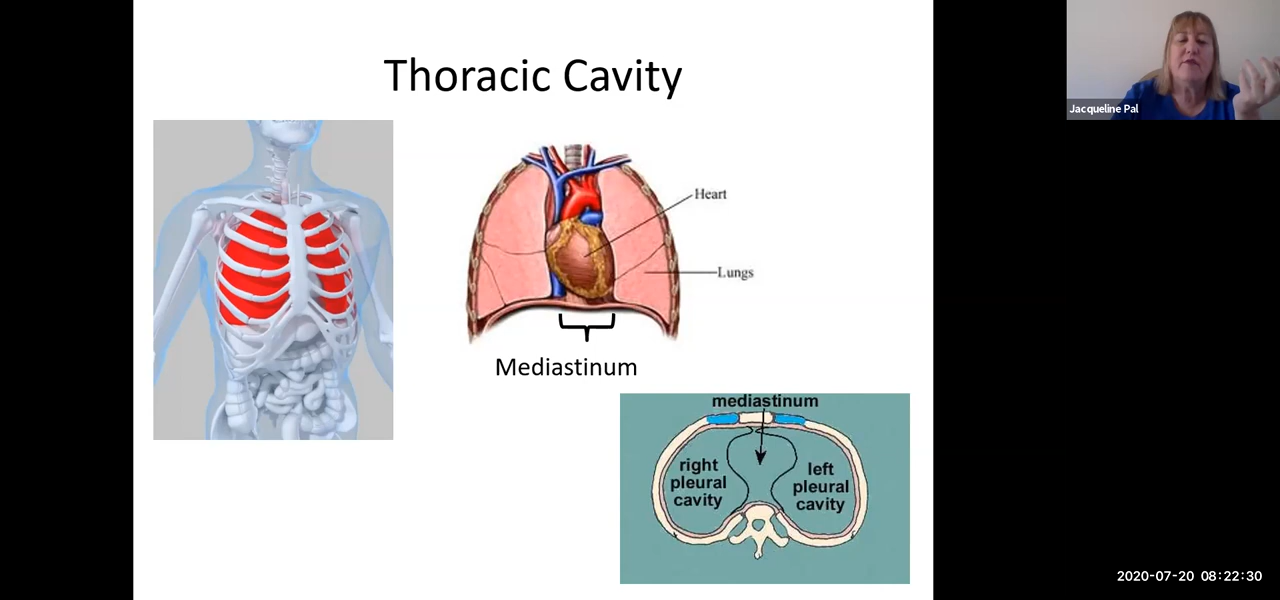 Thoracic Cavity
Jacqueline Pal
Heart
Lungs
Mediastinum
mediastinum
right
pleural
cavity
left
pleural
cavity
2020-07-20 08:22:30